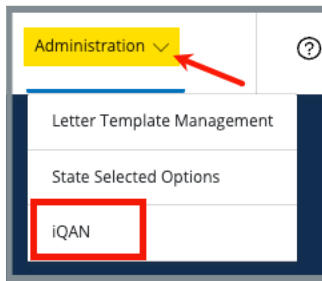 Administration
Letter Template Management
State Selected Options
iQAN